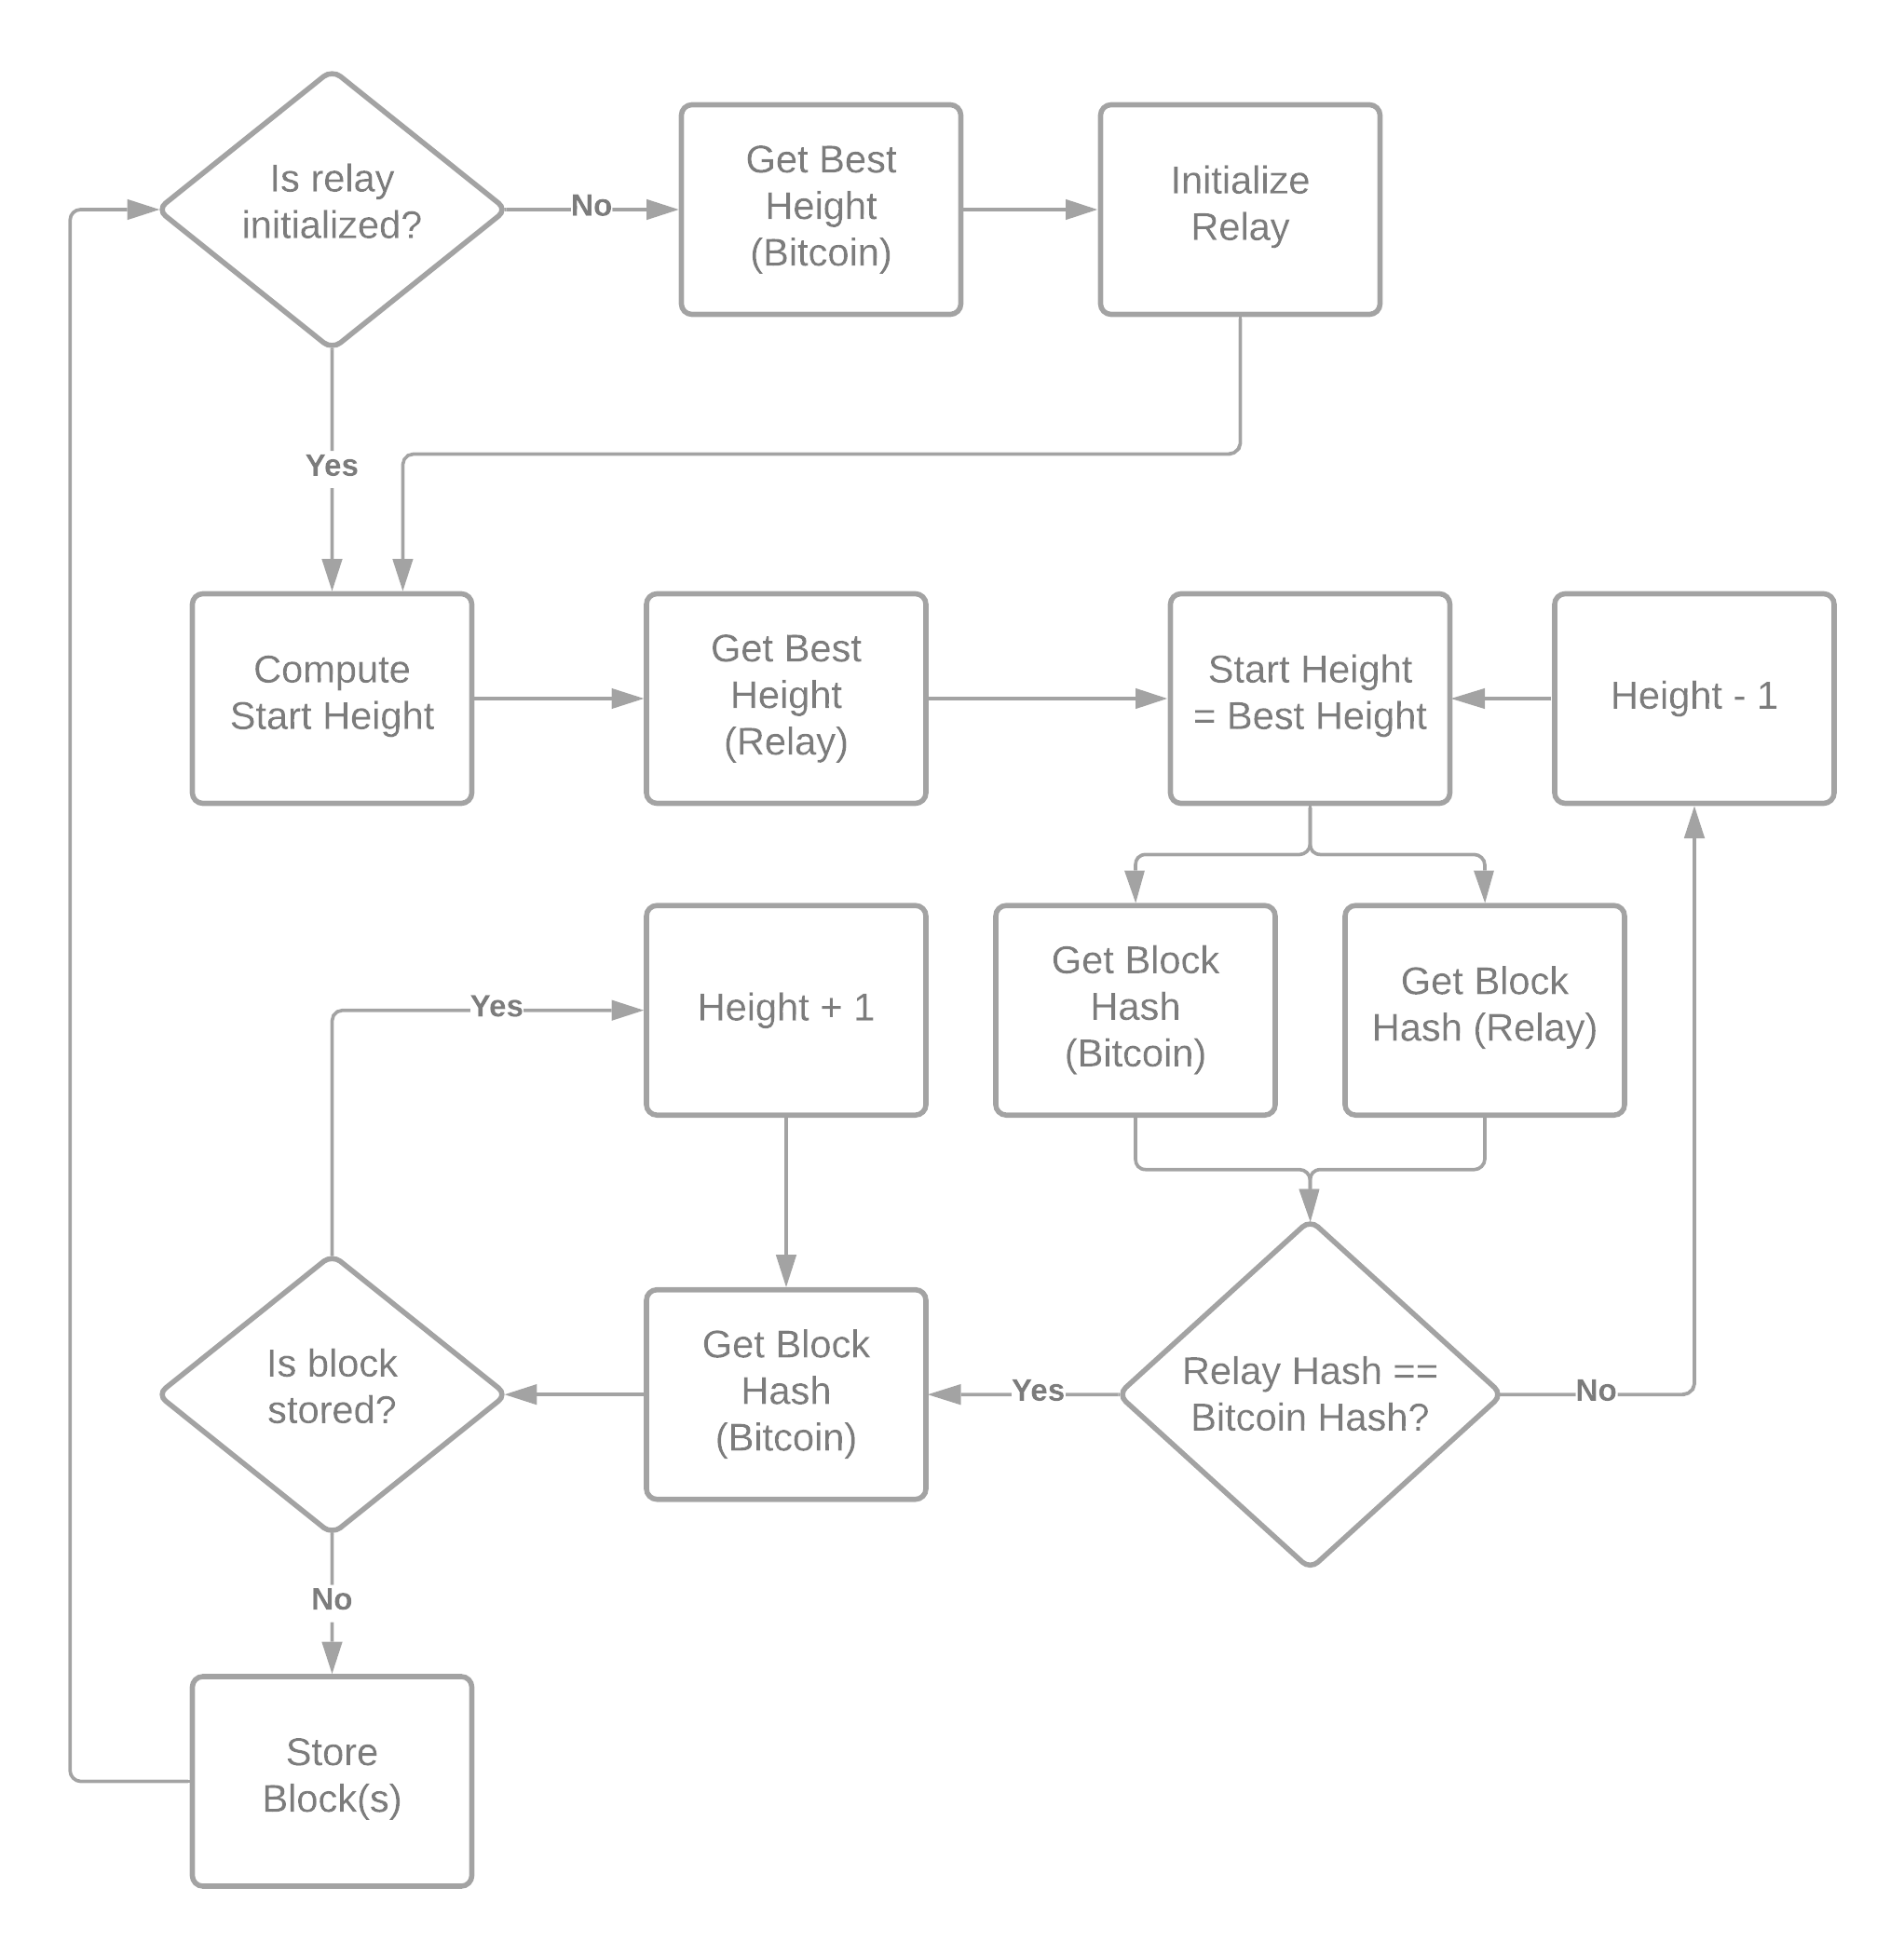 Is relay
initialized?
No
Get Best
Height
(Bitcoin)
Initialize
Relay
Yes
Compute
Start Height
Get Best
Height
(Relay)
Start Height
= Best Height
Height - 1
Height + 1
Get Block
Hash
(Bitcoin)
Get Block
Hash (Relay)
Yes
Is block
stored?
Get Block
Hash
(Bitcoin)
Yes
Relay Hash ==
Bitcoin Hash?
No
No
Store
Block(s)